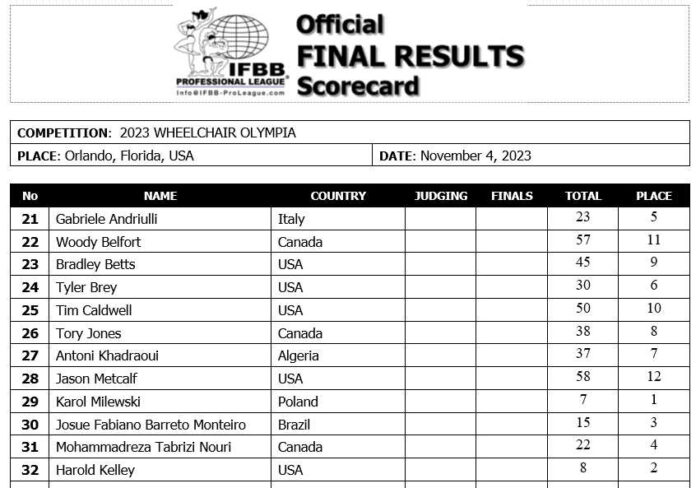 Official
FINAL RESULTS
Scorecard
IFBB
PROFESSIONAL LEAGUE
Info@IFBB-ProLeague.com
COMPETITION: 2023 WHEELCHAIR OLYMPIA
PLACE: Orlando, Florida, USA DATE: November 4, 2023
No NAME COUNTRY JUDGING FINALS TOTAL PLACE
21 Gabriele Andriulli Italy 23 5
22 Woody Belfort Canada 57 11
23 Bradley Betts USA 45 9
24 Tyler Brey USA 30 6
25 Tim Caldwell USA 50 10
26 Tory Jones Canada 38 8
27 Antoni Khadraoui Algeria 37 7
28 Jason Metcalf USA 58 12
29 Karol Milewski Poland 7 1
30 Josue Fabiano Barreto Monteiro Brazil 15 3
31 Mohammadreza Tabrizi Nouri Canada 22 4
32 Harold Kelley USA 8 2